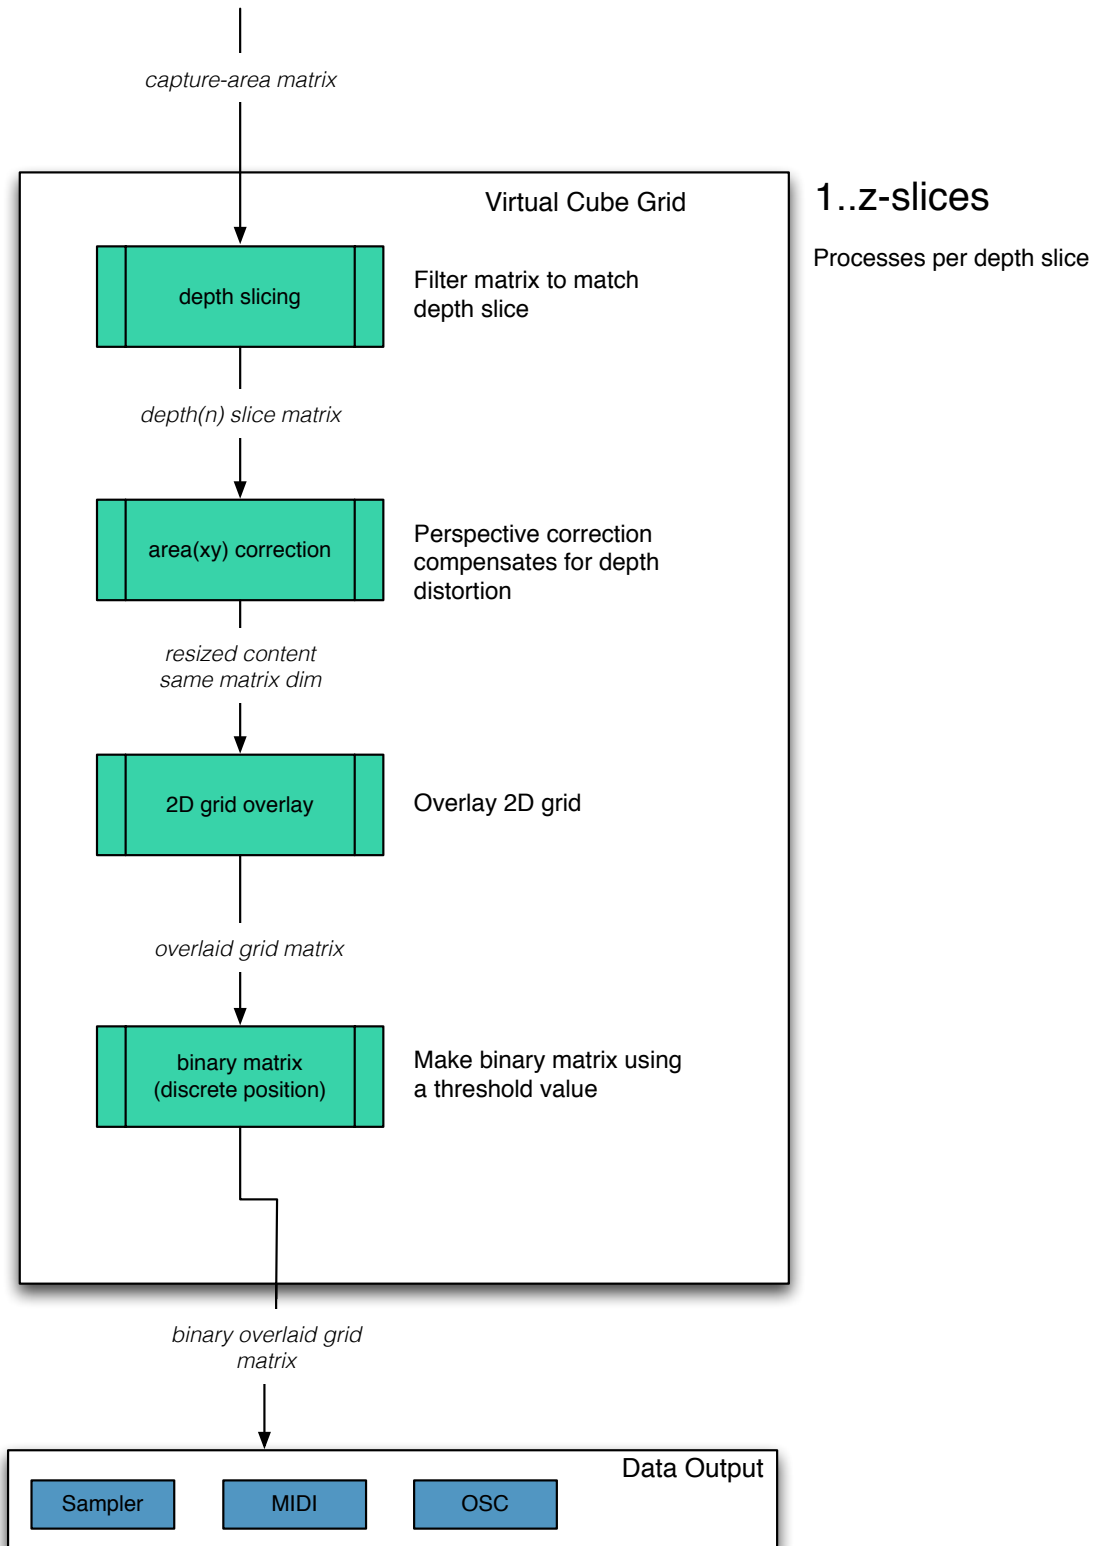 capture-area matrix
Virtual Cube Grid
1..z-slices
Processes per depth slice
depth slicing
Filter matrix to match
depth slice
depth(n) slice matrix
area(xy) correction
Perspective correction
compensates for depth
distortion
resized content
same matrix dim
2D grid overlay
Overlay 2D grid
overlaid grid matrix
binary matrix
(discrete position)
Make binary matrix using
a threshold value
binary overlaid grid
matrix
Data Output
Sampler
MIDI
OSC